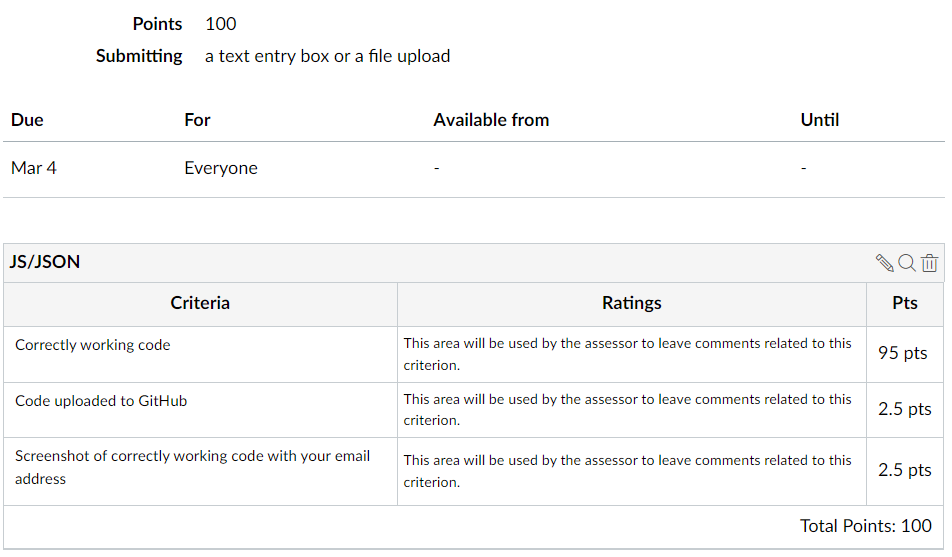 Points 100
Submitting a text entry box or a file upload
Due For Available from Until
Mar 4 Everyone - -
JS/JSON
Criteria Ratings Pts
Correctly working code
This area will be used by the assessor to leave comments related to this
criterion.
95 pts
Code uploaded to GitHub
This area will be used by the assessor to leave comments related to this
criterion.
2.5 pts
Screenshot of correctly working code with your email
address
This area will be used by the assessor to leave comments related to this
criterion.
2.5 pts
Total Points: 100